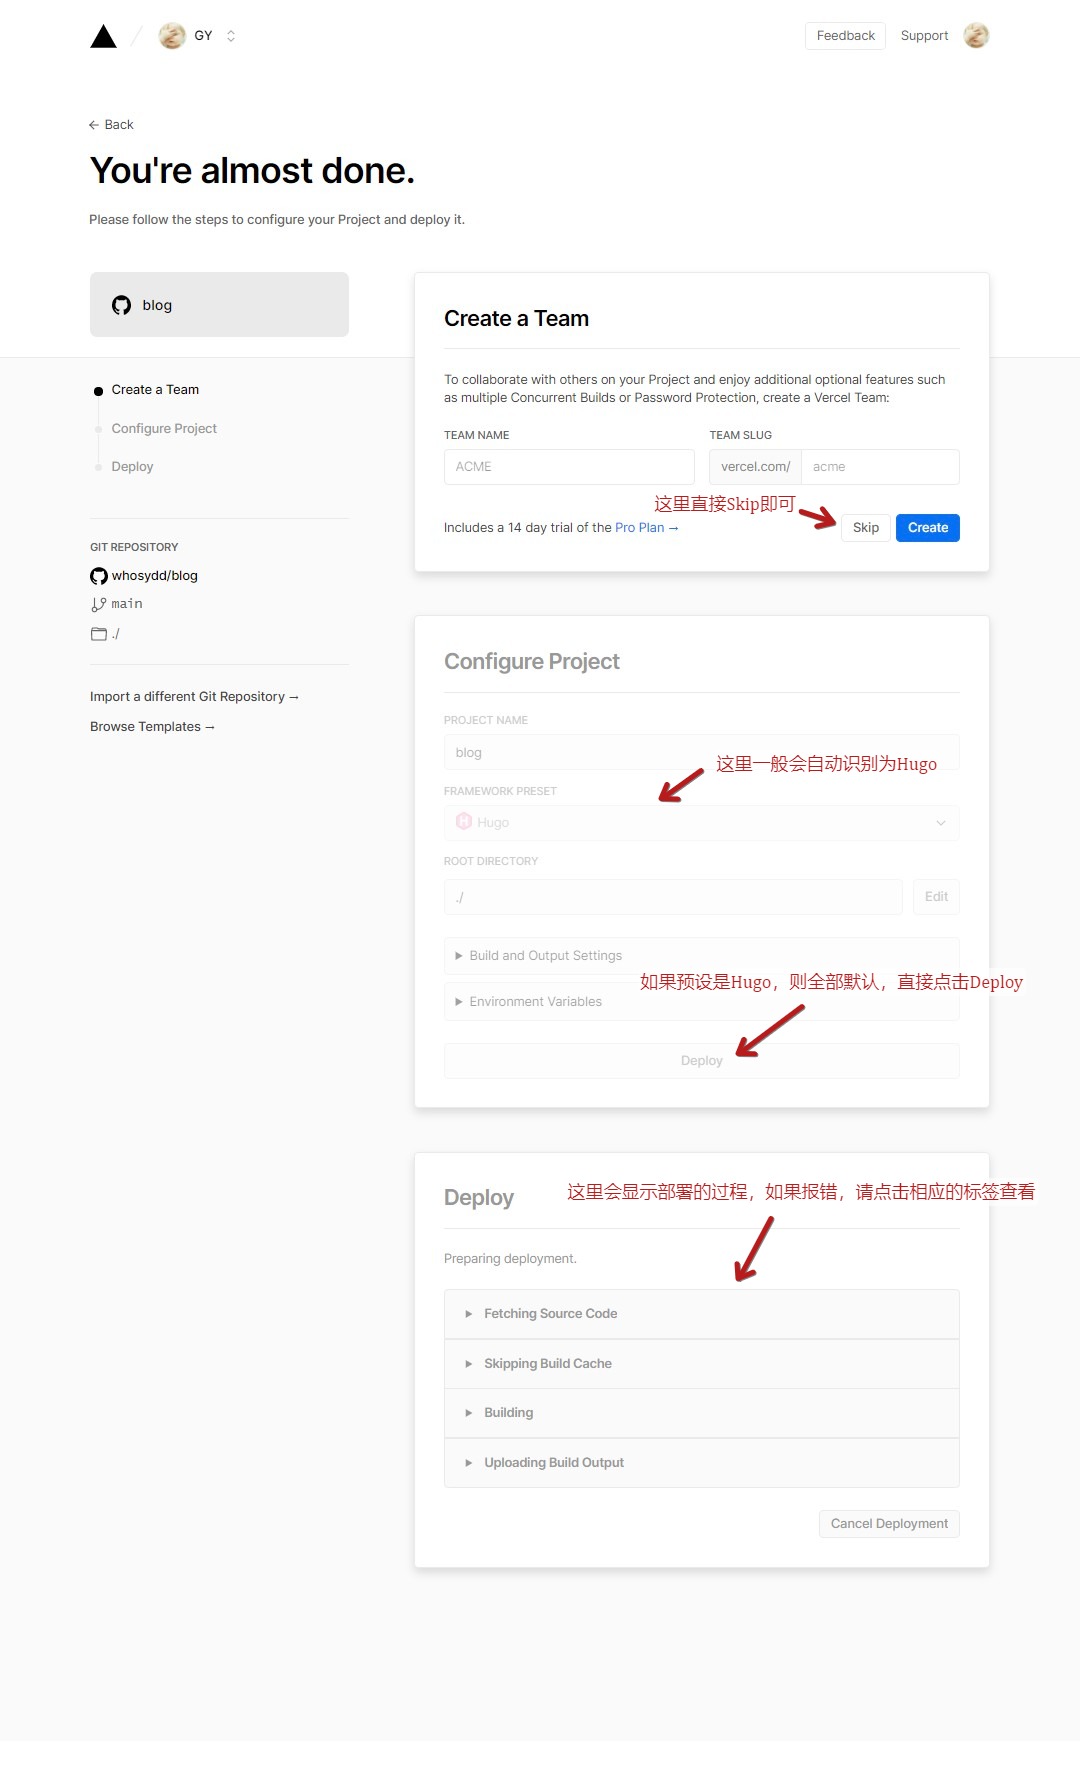 GY
Feedback
Support
← Back
You're almost done.
Please follow the steps to configure your Project and deploy it.
blog
Create a Team
Configure Project
Deploy
GIT REPOSITORY
whosydd/blog
main
./
Import a different Git Repository →
Browse Templates →
Create a Team
To collaborate with others on your Project and enjoy additional optional features such
as multiple Concurrent Builds or Password Protection, create a Vercel Team:
TEAM NAME
TEAM SLUG
ACME
vercel.com/
acme
这里直接Skip即可
Includes a 14 day trial of the Pro Plan →
Skip
Create
Configure Project
PROJECT NAME
blog
这里一般会自动识别为Hugo
FRAMEWORK PRESET
Hugo
ROOT DIRECTORY
./
Edit
Build and Output Settings
如果预设是Hugo，则全部默认，直接点击Deploy
Environment Variables
Deploy
Deploy
这里会显示部署的过程，如果报错，请点击相应的标签查看
Preparing deployment.
Fetching Source Code
Skipping Build Cache
Building
Uploading Build Output
Cancel Deployment